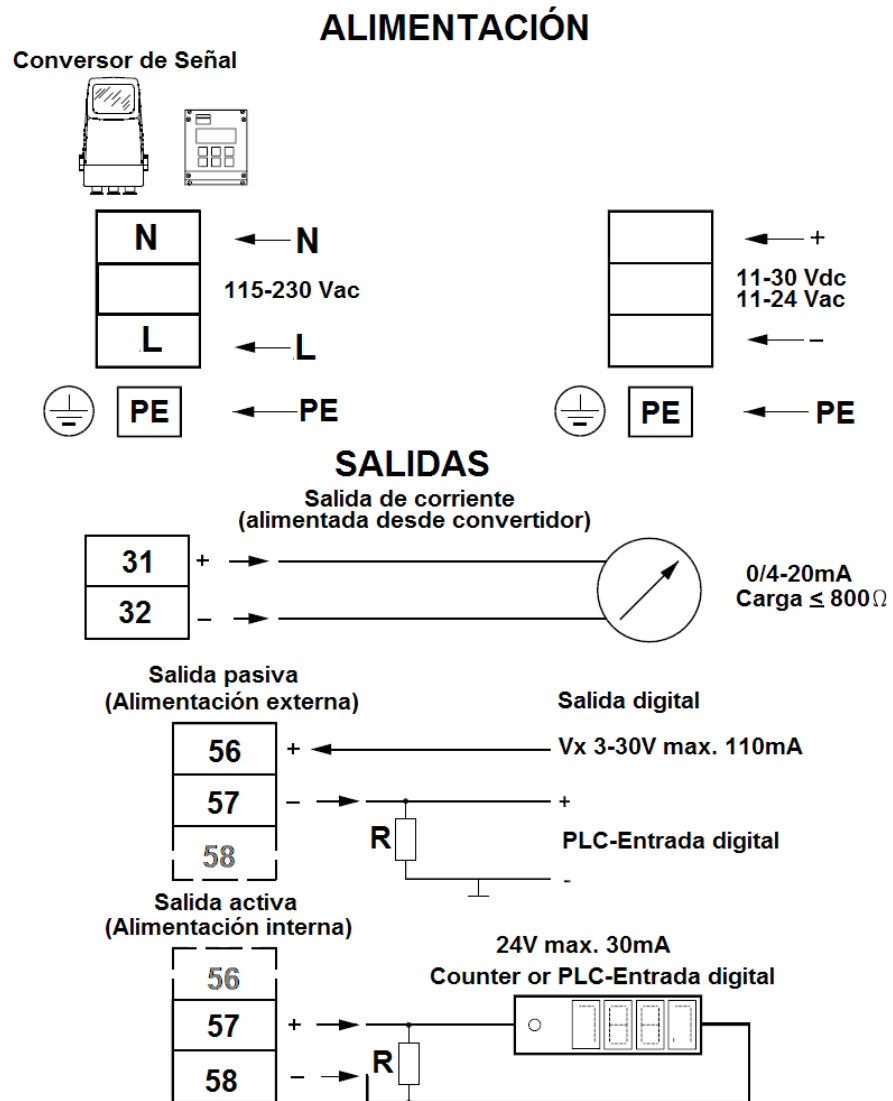 ALIMENTACIÓN
Conversor de Señal
N
N
115-230 Vac
L
L
PE
PE
+
11-30 Vdc
11-24 Vac
–
PE
PE
SALIDAS
Salida de corriente
(alimentada desde convertidor)
31 +
32 –
0/4-20mA
Carga ≤ 800Ω
Salida pasiva
(Alimentación externa)
Salida digital
56 + Vx 3-30V max. 110mA
57 – +
R
PLC-Entrada digital
58
-
Salida activa
(Alimentación interna)
24V max. 30mA
Counter or PLC-Entrada digital
56
57 +
R
58 –